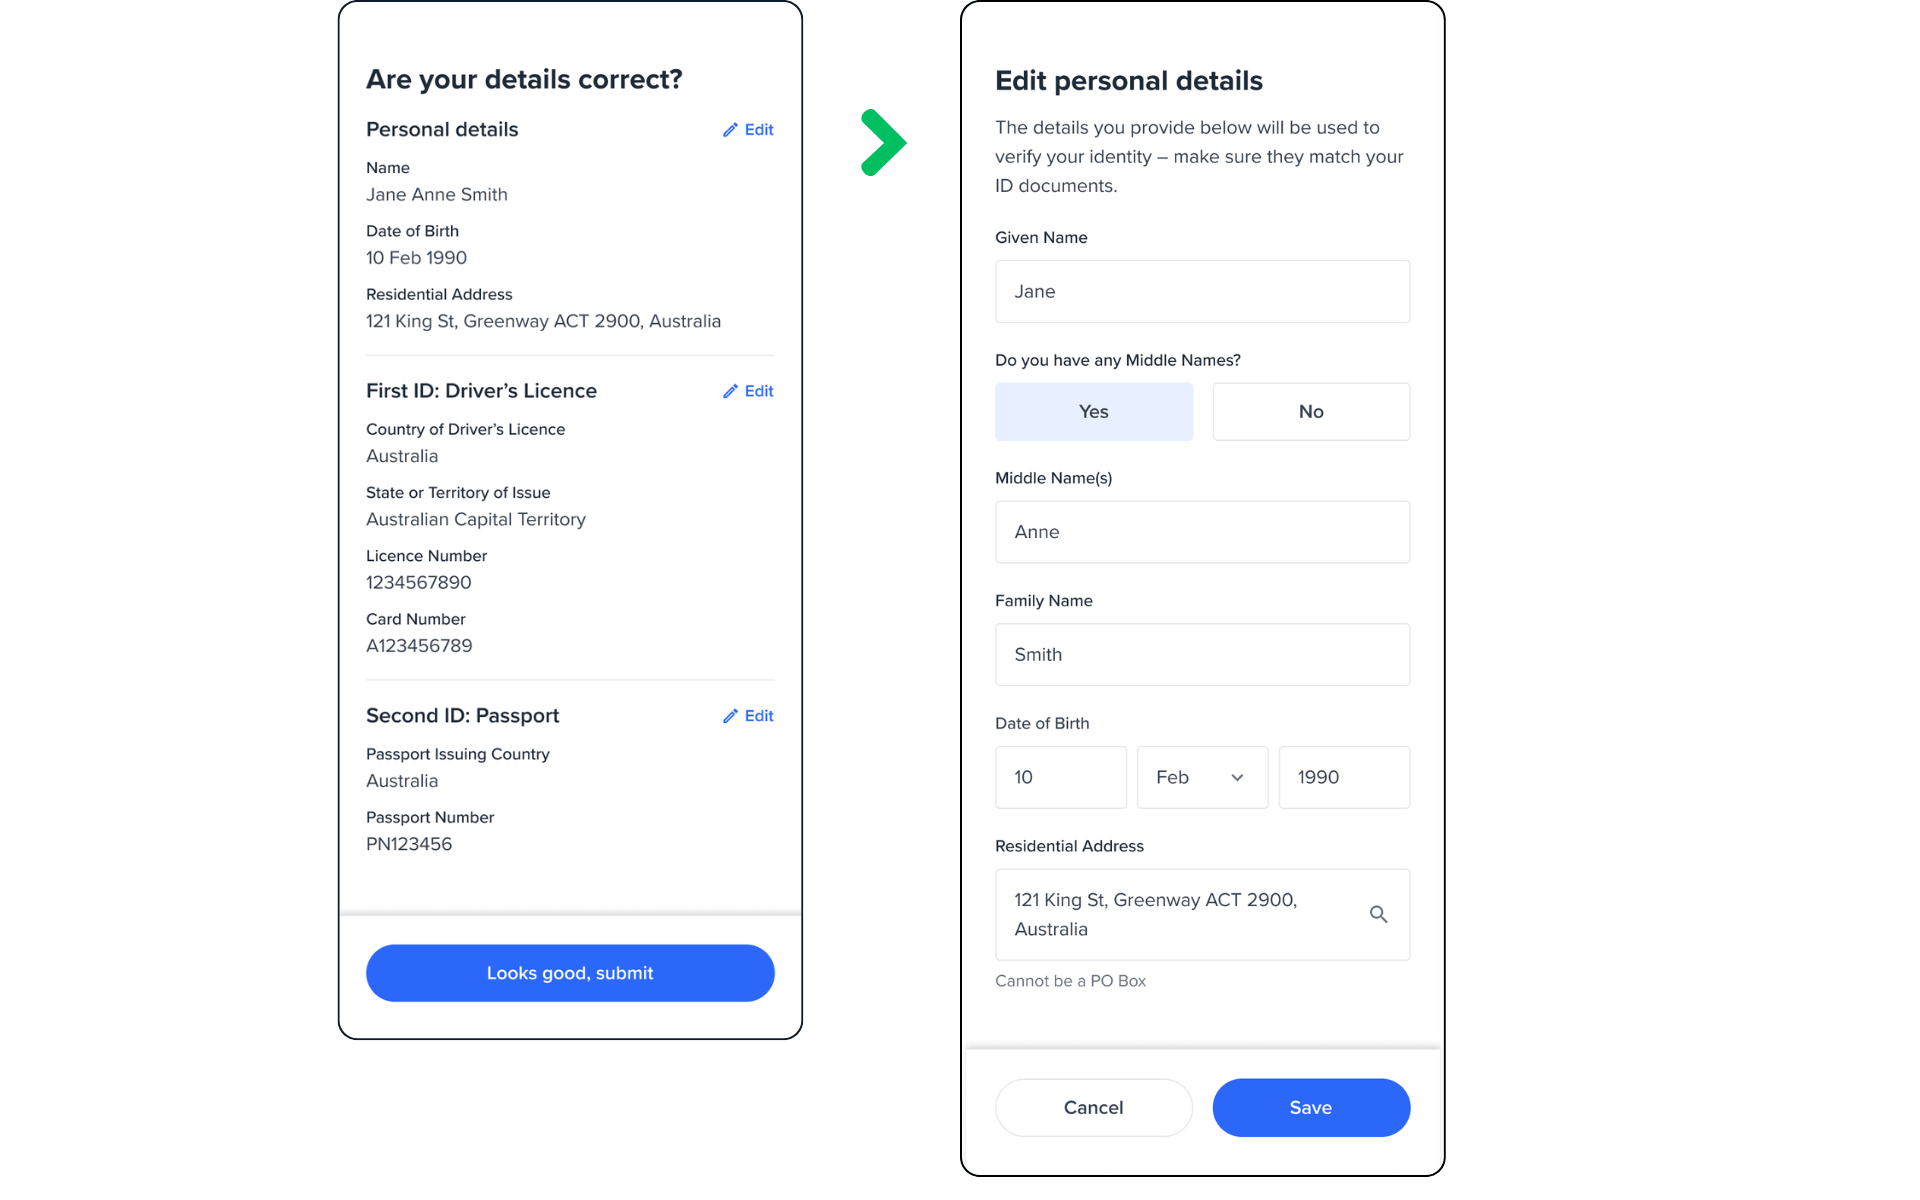 Are your details correct?
Personal details
Edit
Name
Jane Anne Smith
Date of Birth
10 Feb 1990
Residential Address
121 King St, Greenway ACT 2900, Australia
First ID: Driver’s Licence
Edit
Country of Driver’s Licence
Australia
State or Territory of Issue
Australian Capital Territory
Licence Number
1234567890
Card Number
A123456789
Second ID: Passport
Edit
Passport Issuing Country
Australia
Passport Number
PN123456
Looks good, submit
Edit personal details
The details you provide below will be used to
verify your identity – make sure they match your
ID documents.
Given Name
Jane
Do you have any Middle Names?
Yes
No
Middle Name(s)
Anne
Family Name
Smith
Date of Birth
10
Feb
1990
Residential Address
121 King St, Greenway ACT 2900,
Australia
Cannot be a PO Box
Cancel
Save